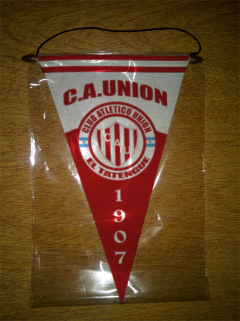 C.A.UNION
CLUB ATLETICO UNION
CAU
EL TATENGUE
1907